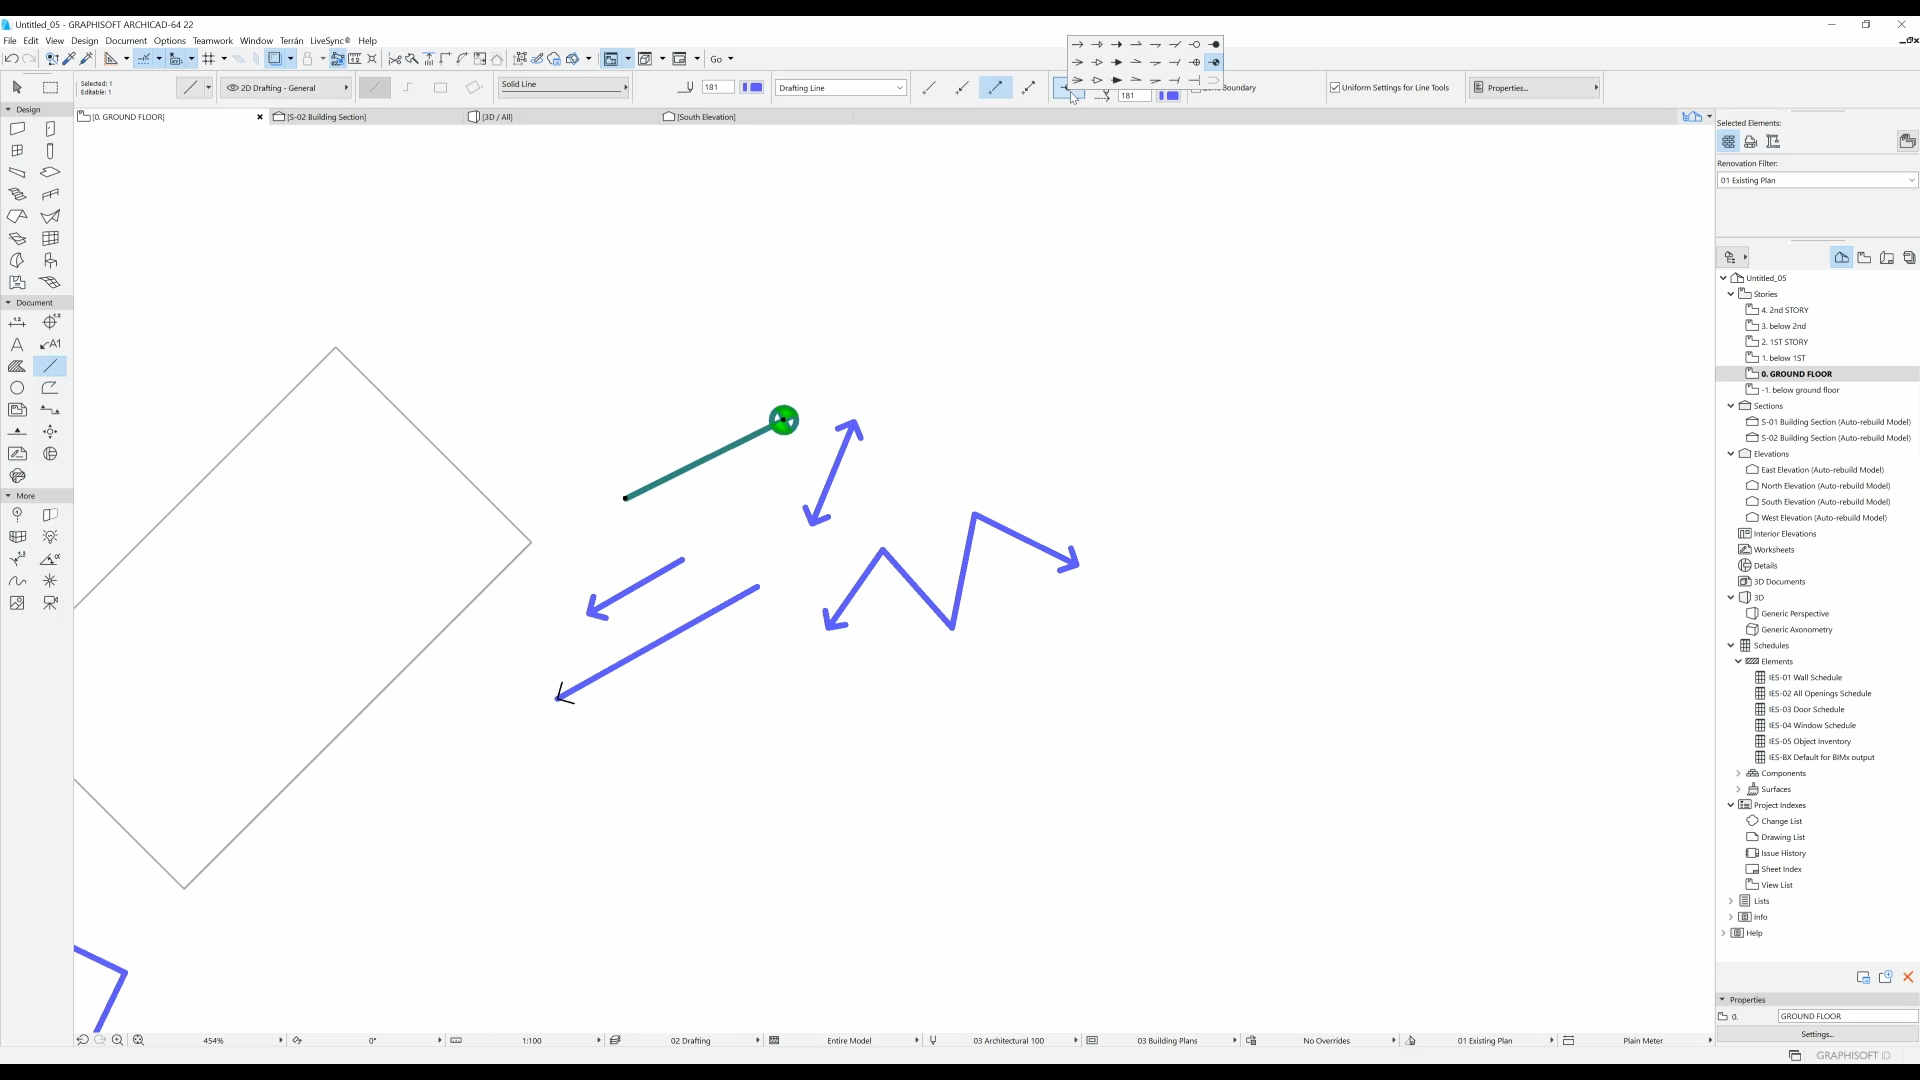 Untitled_05 - GRAPHISOFT ARCHICAD-64 22
File Edit View Design Document Options Teamwork Window Terrán LiveSync® Help
Go
Selected: 1
Editable: 1
2D Drafting - General
Solid Line
181
Drafting Line
181
Boundary
Uniform Settings for Line Tools
Properties...
[0. GROUND FLOOR]
[S-02 Building Section]
[3D / All]
[South Elevation]
Design
Document
A1
More
Selected Elements:
Renovation Filter:
01 Existing Plan
Untitled_05
Stories
4. 2nd STORY
3. below 2nd
2. 1ST STORY
1. below 1ST
0. GROUND FLOOR
-1. below ground floor
Sections
S-01 Building Section (Auto-rebuild Model)
S-02 Building Section (Auto-rebuild Model)
Elevations
East Elevation (Auto-rebuild Model)
North Elevation (Auto-rebuild Model)
South Elevation (Auto-rebuild Model)
West Elevation (Auto-rebuild Model)
Interior Elevations
Worksheets
Details
3D Documents
3D
Generic Perspective
Generic Axonometry
Schedules
Elements
IES-01 Wall Schedule
IES-02 All Openings Schedule
IES-03 Door Schedule
IES-04 Window Schedule
IES-05 Object Inventory
IES-BX Default for BIMx output
Components
Surfaces
Project Indexes
Change List
Drawing List
Issue History
Sheet Index
View List
Lists
Info
Help
Properties
0. GROUND FLOOR
Settings...
454% 0° 1:100 02 Drafting Entire Model 03 Architectural 100 03 Building Plans No Overrides 01 Existing Plan Plain Meter
GRAPHISOFT ID